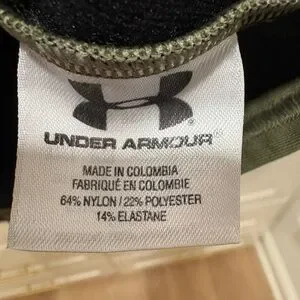 UNDER ARMOUR
MADE IN COLOMBIA
FABRIQUÉ EN COLOMBIE
64% NYLON / 22% POLYESTER
14% ELASTANE